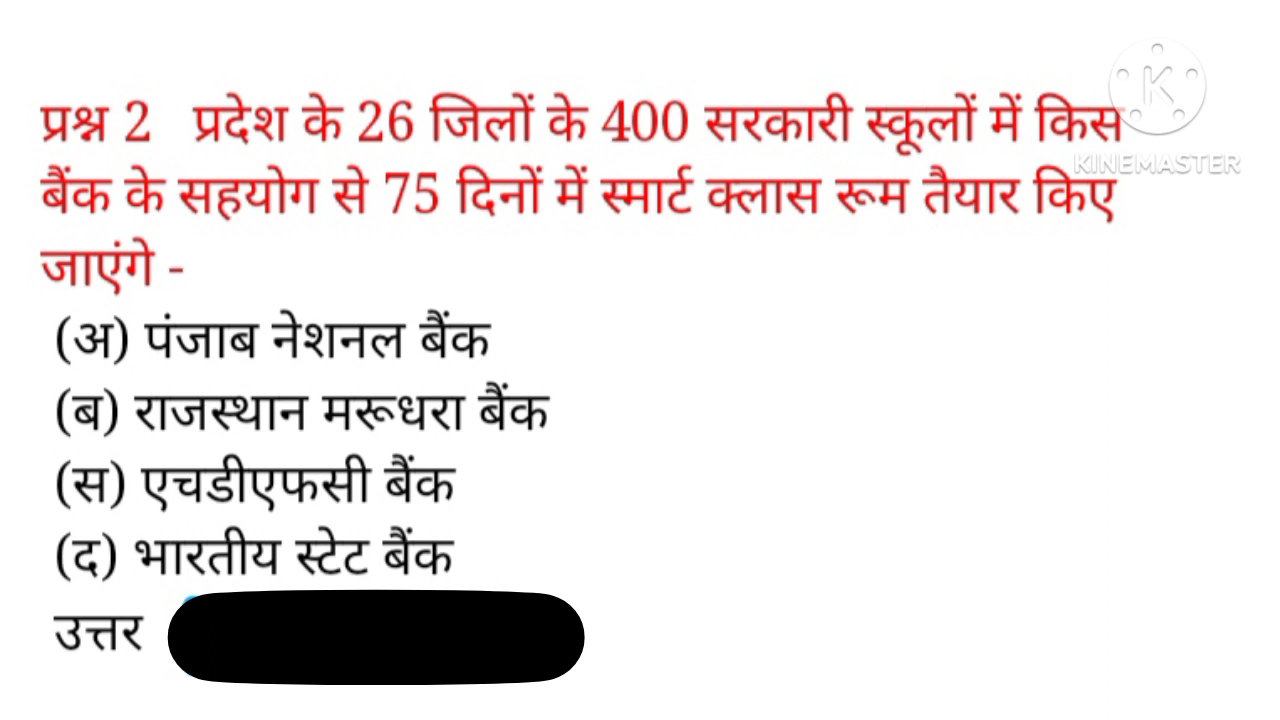 प्रश्न 2 प्रदेश के 26 जिलों के 400 सरकारी स्कूलों में किस
बैंक के सहयोग से 75 दिनों में स्मार्ट क्लास रूम तैयार किए
जाएंगे -
(अ) पंजाब नेशनल बैंक
(ब) राजस्थान मरूधरा बैंक
(स) एचडीएफसी बैंक
(द) भारतीय स्टेट बैंक
उत्तर
K
KINEMASTER